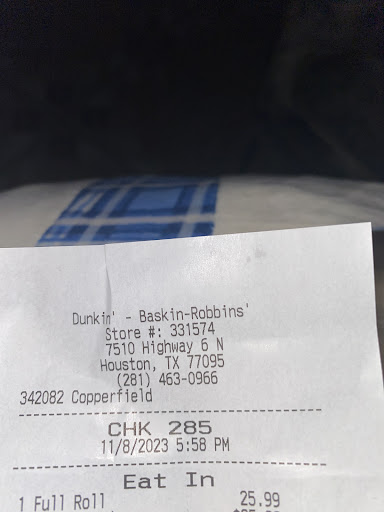 Dunkin' - Baskin-Robbins'
Store #: 331574
7510 Highway 6 N
Houston, TX 77095
(281) 463-0966
342082 Copperfield
CHK 285
11/8/2023 5:58 PM
Eat In
1 Full Roll 25.99